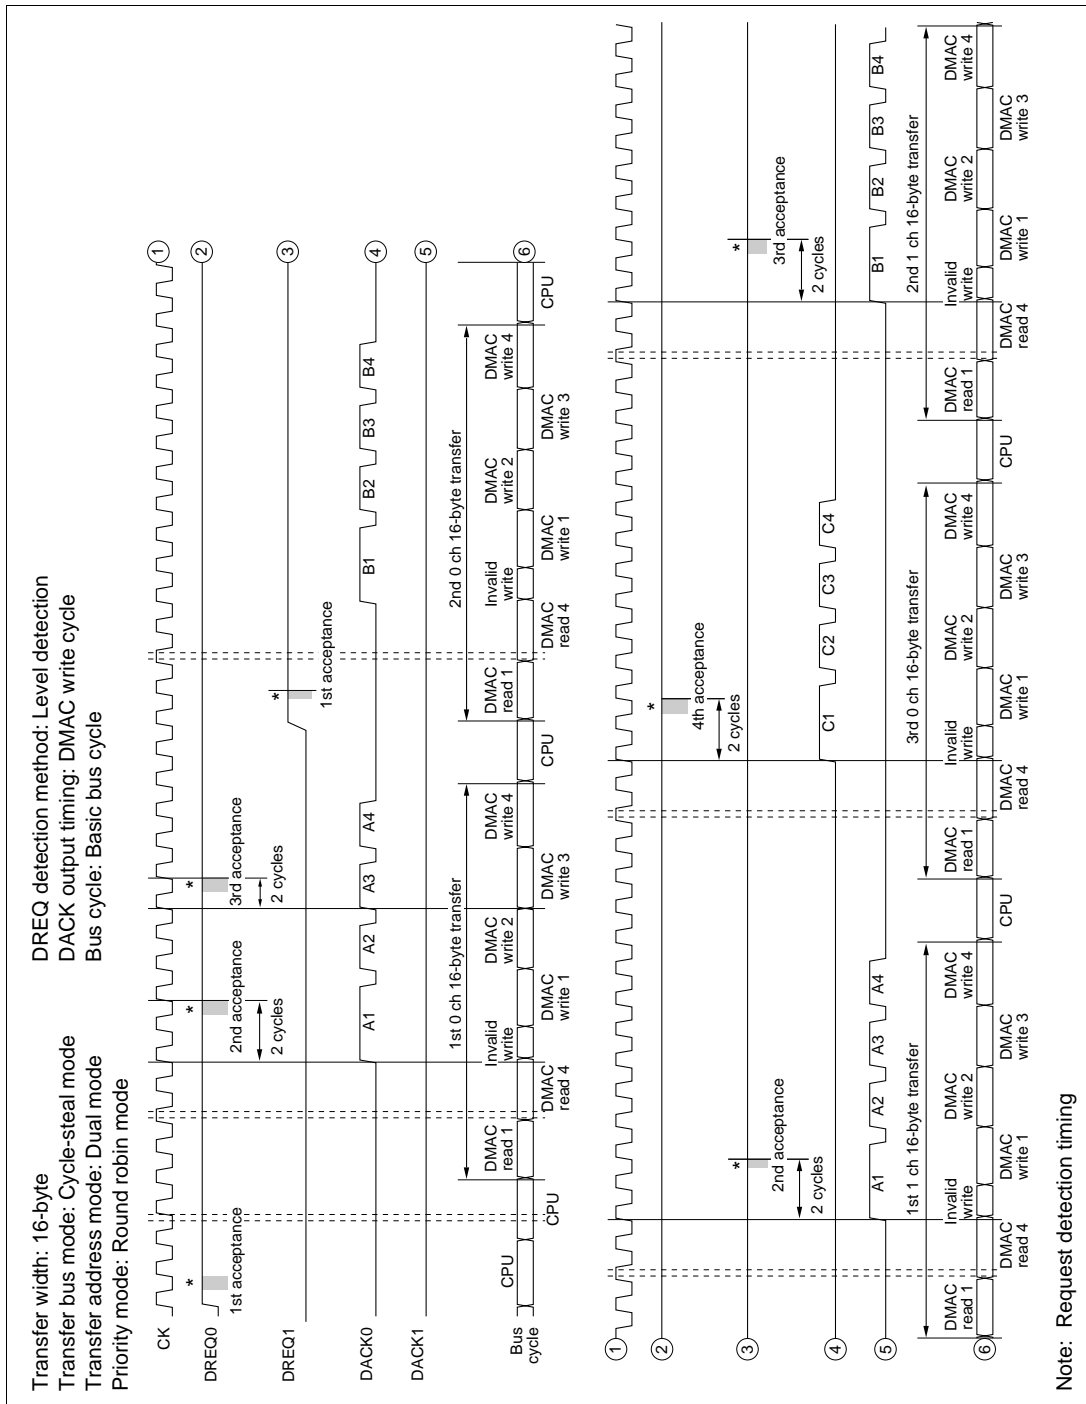 Transfer width: 16-byte
Transfer bus mode: Cycle-steal mode
Transfer address mode: Dual mode
Priority mode: Round robin mode
DREQ detection method: Level detection
DACK output timing: DMAC write cycle
Bus cycle: Basic bus cycle
CK
1
DREQ0
*
1st acceptance
*
2nd acceptance
2 cycles
*
3rd acceptance
2 cycles
2
DREQ1
*
1st acceptance
3
DACK0
A1
A2
A3
A4
B1
B2
B3
B4
4
DACK1
5
1st 0 ch 16-byte transfer
2nd 0 ch 16-byte transfer
Bus
cycle
CPU
CPU
DMAC
read 1
DMAC
read 4
Invalid
write
DMAC
write 1
DMAC
write 2
DMAC
write 3
DMAC
write 4
CPU
DMAC
read 1
DMAC
read 4
Invalid
write
DMAC
write 1
DMAC
write 2
DMAC
write 3
DMAC
write 4
CPU
6
1
2
*
4th acceptance
2 cycles
3
*
2nd acceptance
2 cycles
*
3rd acceptance
2 cycles
4
C1
C2
C3
C4
5
A1
A2
A3
A4
B1
B2
B3
B4
1st 1 ch 16-byte transfer
3rd 0 ch 16-byte transfer
2nd 1 ch 16-byte transfer
6
DMAC
read 1
DMAC
read 4
Invalid
write
DMAC
write 1
DMAC
write 2
DMAC
write 3
DMAC
write 4
CPU
DMAC
read 1
DMAC
read 4
Invalid
write
DMAC
write 1
DMAC
write 2
DMAC
write 3
DMAC
write 4
CPU
DMAC
read 1
DMAC
read 4
Invalid
write
DMAC
write 1
DMAC
write 2
DMAC
write 3
DMAC
write 4
Note: Request detection timing